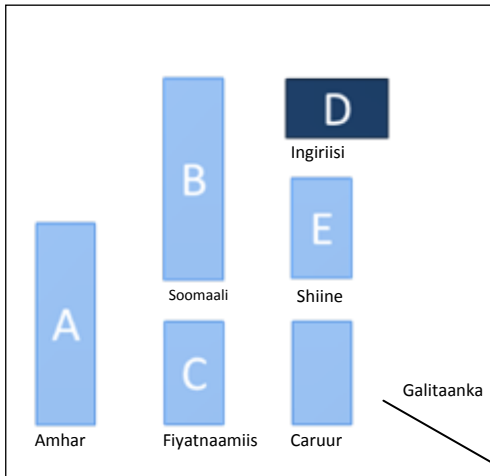 D
Ingiriisi
B
E
Soomaali
Shiine
A
C
Galitaanka
Amhar
Fiyatnaamiis
Caruur